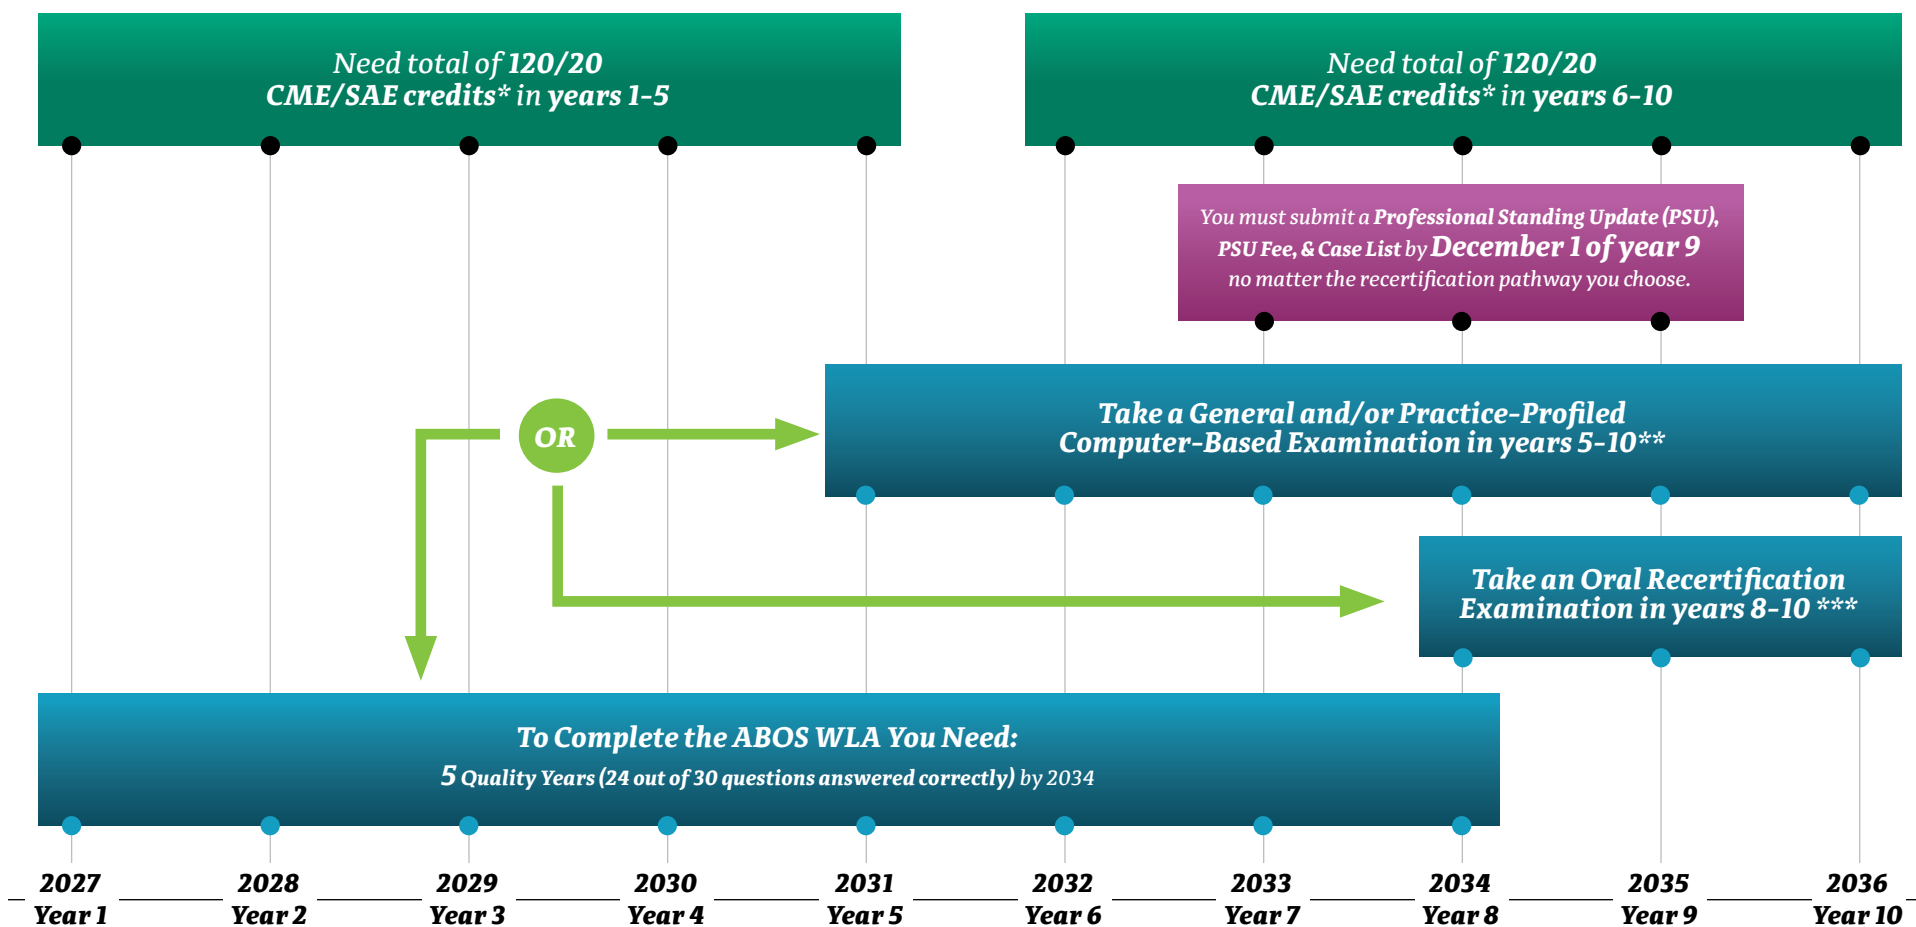 Need total of 120/20
CME/SAE credits* in years 1-5
Need total of 120/20
CME/SAE credits* in years 6-10
You must submit a Professional Standing Update (PSU),
PSU Fee, & Case List by December 1 of year 9
no matter the recertification pathway you choose.
OR
Take a General and/or Practice-Profiled
Computer-Based Examination in years 5-10**
Take an Oral Recertification
Examination in years 8-10 ***
To Complete the ABOS WLA You Need:
5 Quality Years (24 out of 30 questions answered correctly) by 2034
2027 2028 2029 2030 2031 2032 2033 2034 2035 2036
Year 1 Year 2 Year 3 Year 4 Year 5 Year 6 Year 7 Year 8 Year 9 Year 10